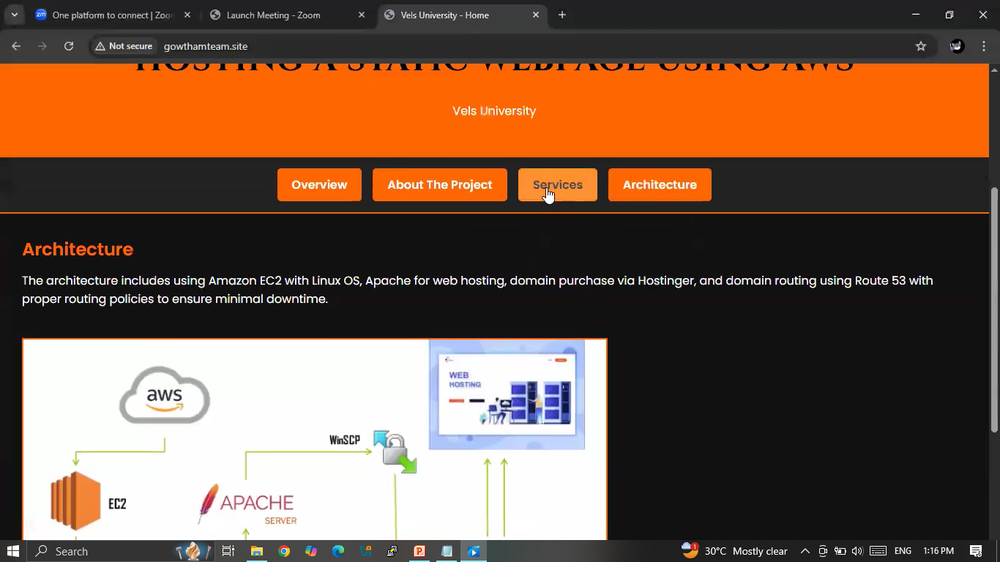 One platform to connect | Zoo
Launch Meeting - Zoom
Vels University - Home
Not secure
gowthamteam.site
HOSTING A STATIC WEBPAGE USING AWS
Vels University
Overview
About The Project
Services
Architecture
Architecture
The architecture includes using Amazon EC2 with Linux OS, Apache for web hosting, domain purchase via Hostinger, and domain routing using Route 53 with
proper routing policies to ensure minimal downtime.
aws
WEB
HOSTING
WinSCP
EC2
APACHE
SERVER
Search
1
30°C Mostly clear
ENG
1:16 PM